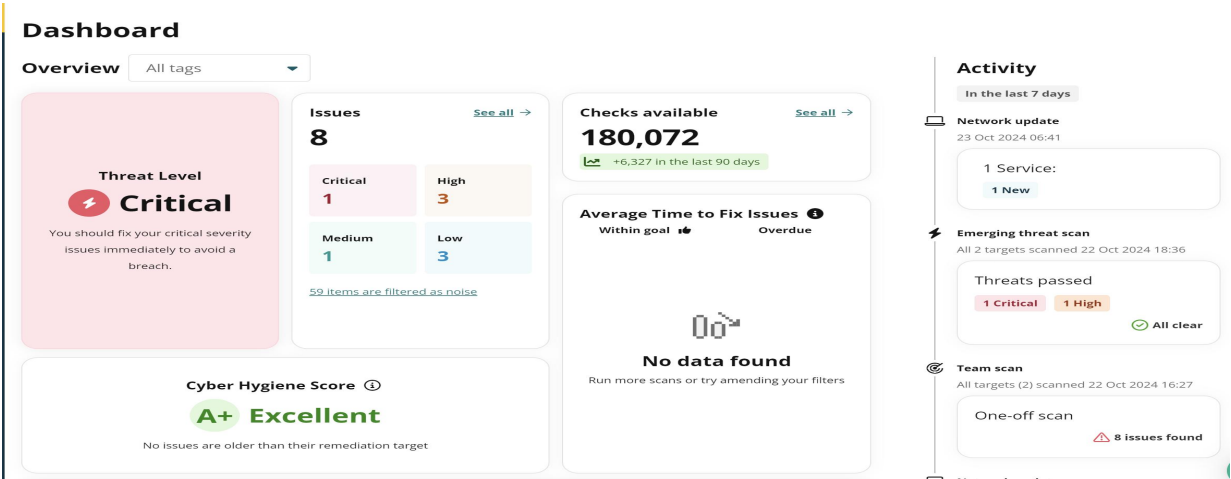 Dashboard
Overview
All tags
Threat Level
Critical
You should fix your critical severity
issues immediately to avoid a
breach.
Issues
See all →
8
Critical
1
High
3
Medium
1
Low
3
59 items are filtered as noise
Cyber Hygiene Score
A+ Excellent
No issues are older than their remediation target
Checks available
See all →
180,072
+6,327 in the last 90 days
Average Time to Fix Issues
Within goal
Overdue
No data found
Run more scans or try amending your filters
Activity
In the last 7 days
Network update
23 Oct 2024 06:41
1 Service:
1 New
Emerging threat scan
All 2 targets scanned 22 Oct 2024 18:36
Threats passed
1 Critical
1 High
All clear
Team scan
All targets (2) scanned 22 Oct 2024 16:27
One-off scan
8 issues found